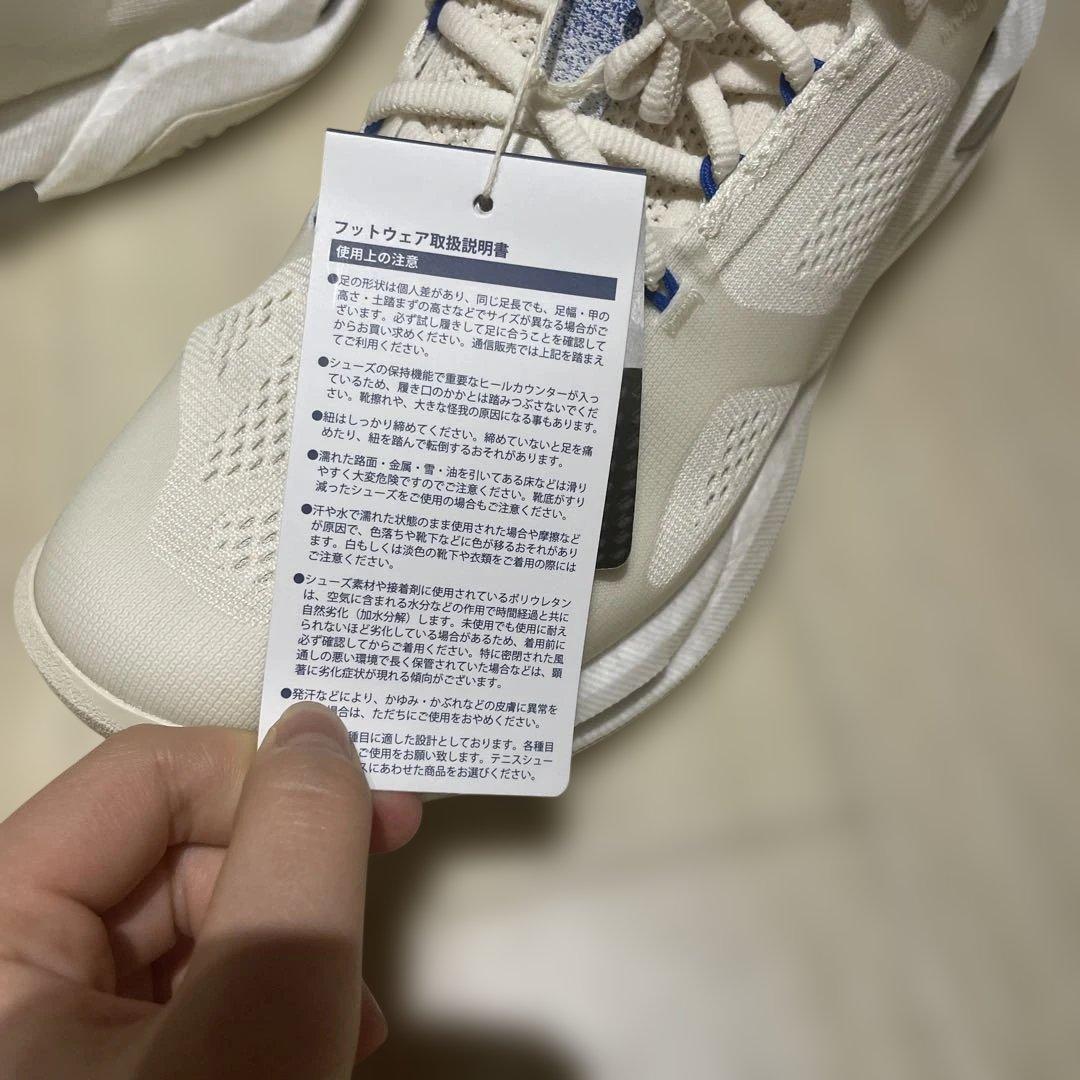 フットウェア取扱説明書
使用上の注意
●足の形状は個人差があり、同じ足長でも、足幅・甲の
高さ・土踏まずの高さなどでサイズが異なる場合がご
ざいます。必ず試し履きして足に合うことを確認して
からお買い求めください。通信販売では上記を踏まえ
てご利用ください。
●シューズの保持機能で重要なヒールカウンターが入っ
ているため、履き口のかかとは踏みつぶさないでくだ
さい。靴擦れや、大きな怪我の原因になる事もあります。
●紐はしっかり締めてください。締めていないと足を痛
めたり、紐を踏んで転倒するおそれがあります。
●濡れた路面・金属・雪・油を引いてある床などは滑り
やすく大変危険ですのでご注意ください。靴底がすり
減ったシューズをご使用の場合もご注意ください。
●汗や水で濡れた状態のまま使用された場合や摩擦など
が原因で、色落ちや靴下などに色が移るおそれがあり
ます。白もしくは淡色の靴下や衣類をご着用の際には
ご注意ください。
●シューズ素材や接着剤に使用されているポリウレタン
は、空気に含まれる水分などの作用で時間経過と共に
自然劣化（加水分解）します。未使用でも使用に耐え
られないほど劣化している場合があるため、着用前に
必ず確認してからご着用ください。特に密閉された風
通しの悪い環境で長く保管されていた場合などは、顕
著に劣化症状が現れる傾向がございます。
●発汗などにより、かゆみ・かぶれなどの皮膚に異常を
場合は、ただちにご使用をおやめください。
種目に適した設計としております。各種目
ご使用をお願い致します。テニスシュー
スにあわせた商品をお選びください。